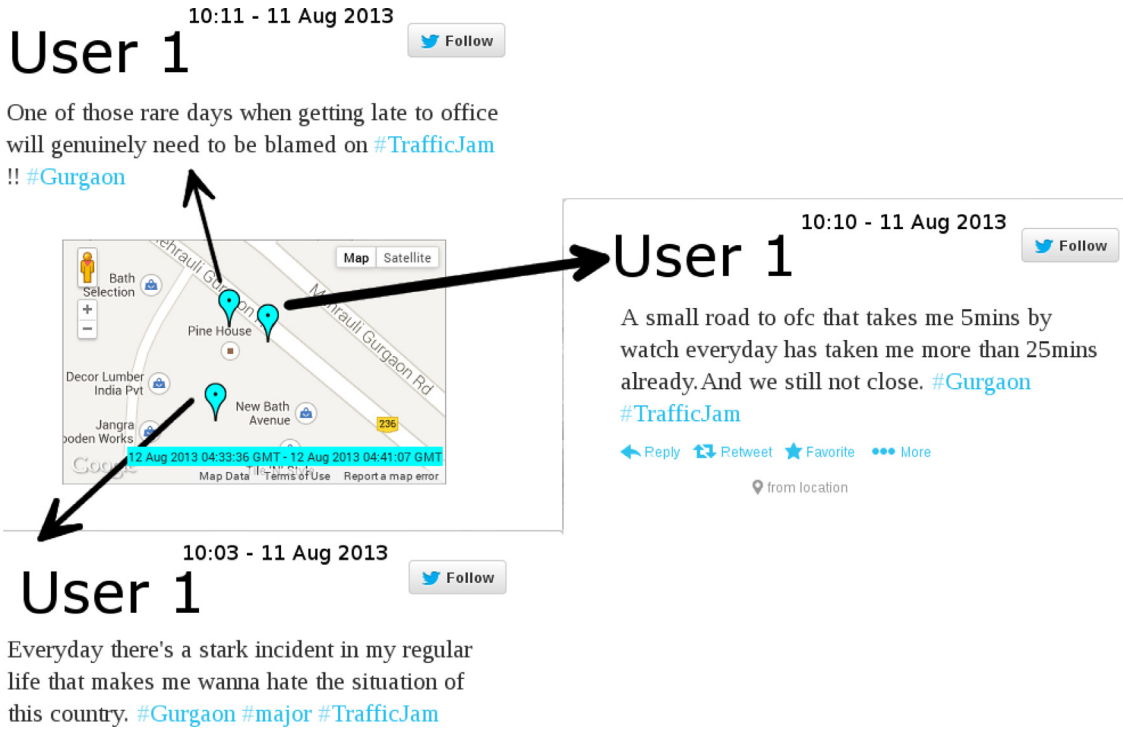 10:11 - 11 Aug 2013
User 1
Follow
One of those rare days when getting late to office
will genuinely need to be blamed on #TrafficJam
!! #Gurgaon
10:10 - 11 Aug 2013
User 1
Follow
A small road to ofc that takes me 5mins by
watch everyday has taken me more than 25mins
already.And we still not close. #Gurgaon
#TrafficJam
Reply Retweet Favorite More
from location
Map Satellite
Bath
Selection
Pine House
Mehrauli Gurgaon Rd
Decor Lumber
India Pvt
New Bath
Avenue
236
Jangra
12 Aug 2013 04:33:36 GMT - 12 Aug 2013 04:41:07 GMT
Map Data Terms of Use Report a map error
10:03 - 11 Aug 2013
User 1
Follow
Everyday there's a stark incident in my regular
life that makes me wanna hate the situation of
this country. #Gurgaon #major #TrafficJam